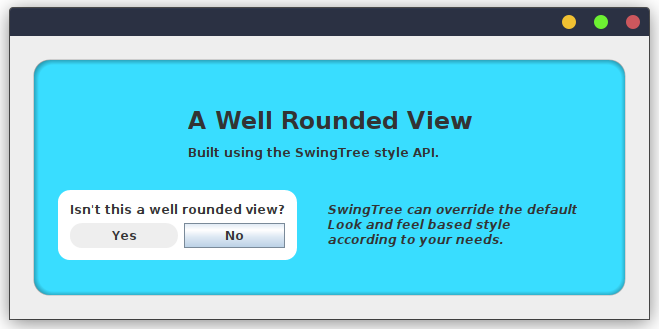 A Well Rounded View
Built using the SwingTree style API.
Isn't this a well rounded view?
Yes
No
SwingTree can override the default
Look and feel based style
according to your needs.